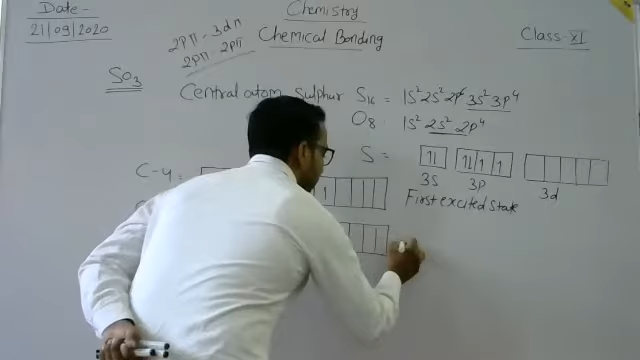 Date-
21/09/2020
Chemistry
Chemical Bonding
Class-XI
2pπ-3dπ
2pπ-2pπ
SO3
Central atom sulphur S16 = 1S² 2S² 2p⁶ 3S² 3p⁴
O8 1S² 2S² 2p⁴
S =
3S
3p
3d
First excited state
C-4 =